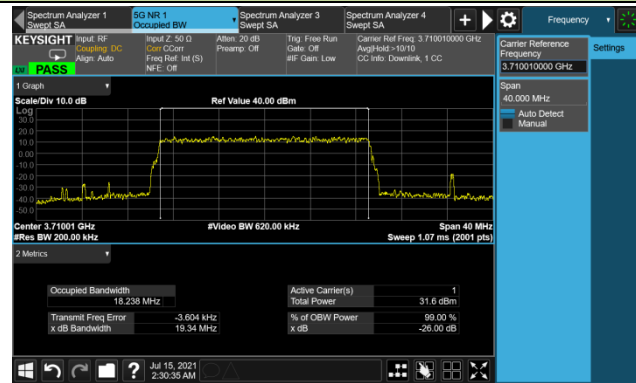 Spectrum Analyzer 1
Swept SA
5G NR 1
Occupied BW
Spectrum Analyzer 3
Swept SA
Spectrum Analyzer 4
Swept SA
+
Frequency
KEYSIGHT
Input: RF
Coupling: DC
Align: Auto
Input Z: 50 Ω
Corr CCorr
Freq Ref: Int (S)
NFE: Off
Atten: 20 dB
Preamp: Off
Trig: Free Run
Gate: Off
#IF Gain: Low
Carrier Ref Freq: 3.710010000 GHz
Avg|Hold:>10/10
CC Info: Downlink, 1 CC
PASS
Carrier Reference
Frequency
3.710010000 GHz
Settings
Span
40.000 MHz
Auto Detect
Manual
1 Graph
Scale/Div 10.0 dB
Ref Value 40.00 dBm
Log
30.0
20.0
10.0
0.00
-10.0
-20.0
-30.0
-40.0
-50.0
Center 3.71001 GHz
#Video BW 620.00 kHz
Span 40 MHz
#Res BW 200.00 kHz
Sweep 1.07 ms (2001 pts)
2 Metrics
Occupied Bandwidth
18.238 MHz
Active Carrier(s) 1
Total Power 31.6 dBm
Transmit Freq Error -3.604 kHz
x dB Bandwidth 19.34 MHz
% of OBW Power 99.00 %
x dB -26.00 dB
?
Jul 15, 2021
2:30:35 AM